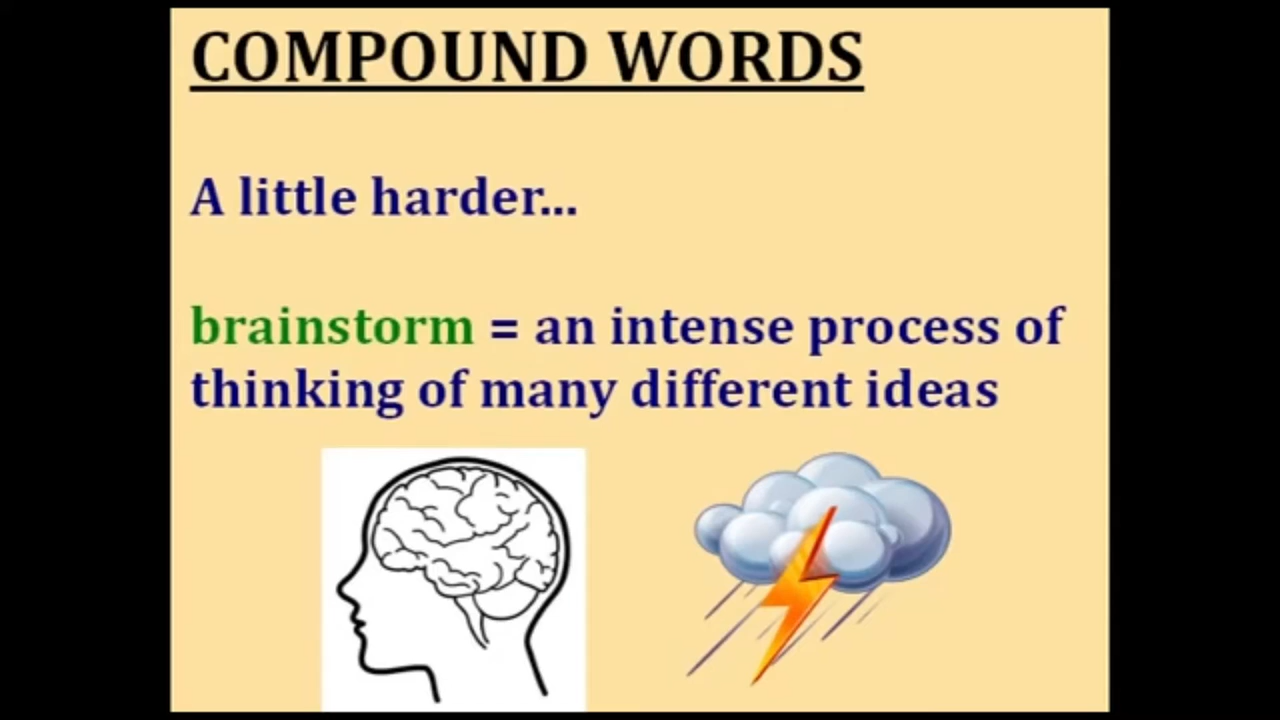 COMPOUND WORDS
A little harder...
brainstorm = an intense process of
thinking of many different ideas